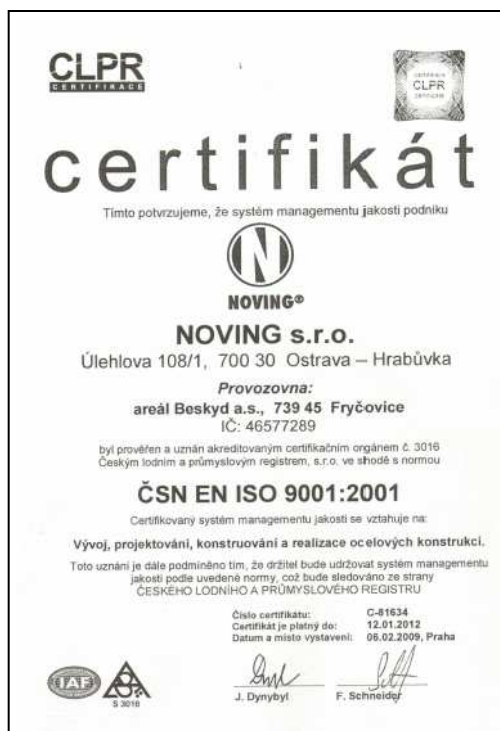 CLPR
CERTIFIKACE
CLPR
certifikát
Tímto potvrzujeme, že systém managementu jakosti podniku
N
NOVING®
NOVING s.r.o.
Úlehlova 108/1, 700 30 Ostrava – Hrabůvka
Provozovna:
areál Beskyd a.s., 739 45 Fryčovice
IČ: 46577289
byl prověřen a uznán akreditovaným certifikačním orgánem č. 3016
Českým lodním a průmyslovým registrem, s.r.o. ve shodě s normou
ČSN EN ISO 9001:2001
Certifikovaný systém managementu jakosti se vztahuje na:
Vývoj, projektování, konstruování a realizace ocelových konstrukcí.
Toto uznání je dále podmíněno tím, že držitel bude udržovat systém managementu
jakosti podle uvedené normy, což bude sledováno ze strany
ČESKÉHO LODNÍHO A PRŮMYSLOVÉHO REGISTRU
Číslo certifikátu: C-81634
Certifikát je platný do: 12.01.2012
Datum a místo vystavení: 06.02.2009, Praha
IAF
S 3016
J. Dynybyl F. Schneider